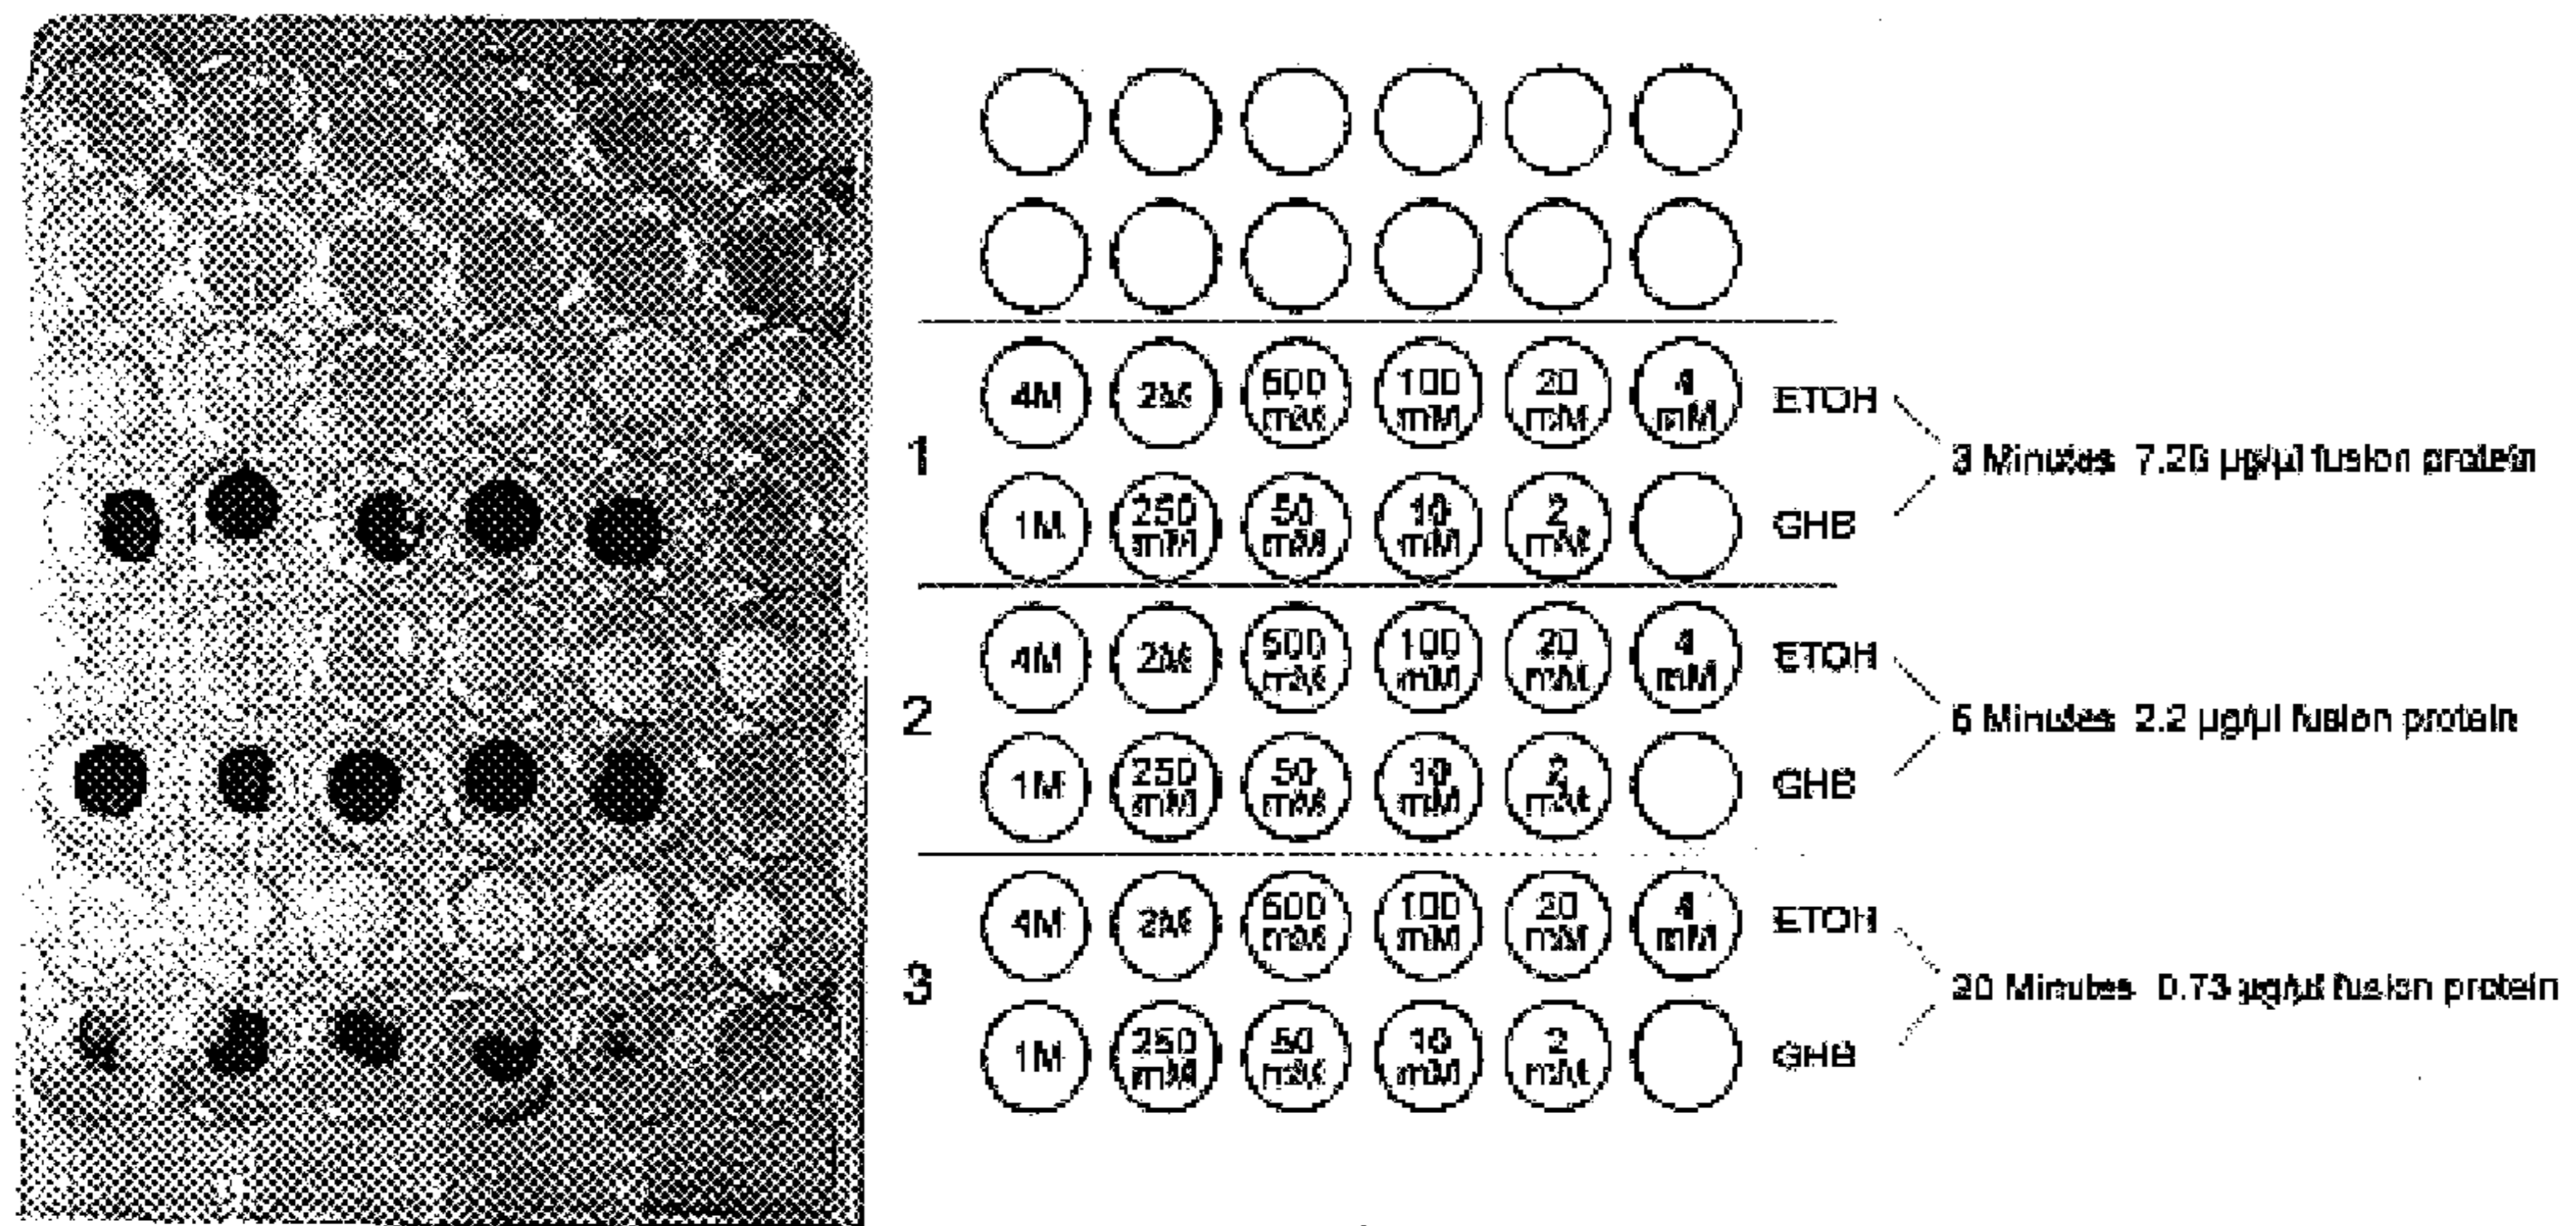 4M 2M 500 mM 100 mM 20 mM 4 mM ETOH
1
3 Minutes 7.26 µg/µl fusion protein
1M 250 mM 50 mM 10 mM 2 mM GHB
4M 2M 500 mM 100 mM 20 mM 4 mM ETOH
2
Minutes 2.2 µg/µl fusion protein
1M 250 mM 50 mM 10 mM 2 mM GHB
4M 2M 500 mM 100 mM 20 mM 4 mM ETOH
3
20 Minutes 0.73 µg/µl fusion protein
1M 250 mM 50 mM 10 mM 2 mM GHB